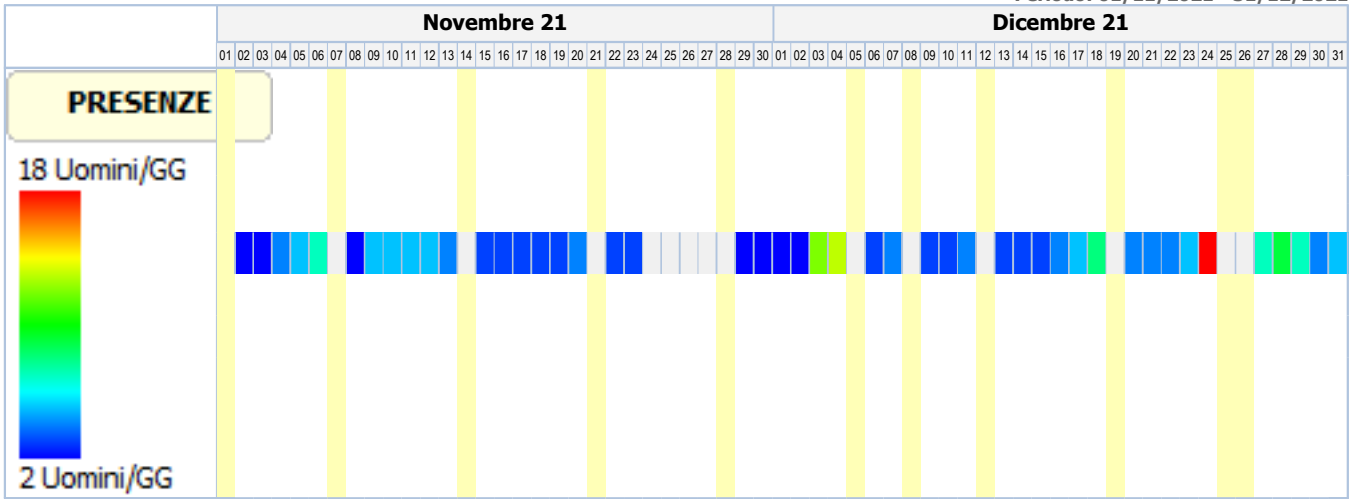 Novembre 21 Dicembre 21
01 02 03 04 05 06 07 08 09 10 11 12 13 14 15 16 17 18 19 20 21 22 23 24 25 26 27 28 29 30 01 02 03 04 05 06 07 08 09 10 11 12 13 14 15 16 17 18 19 20 21 22 23 24 25 26 27 28 29 30 31
PRESENZE
18 Uomini/GG
2 Uomini/GG